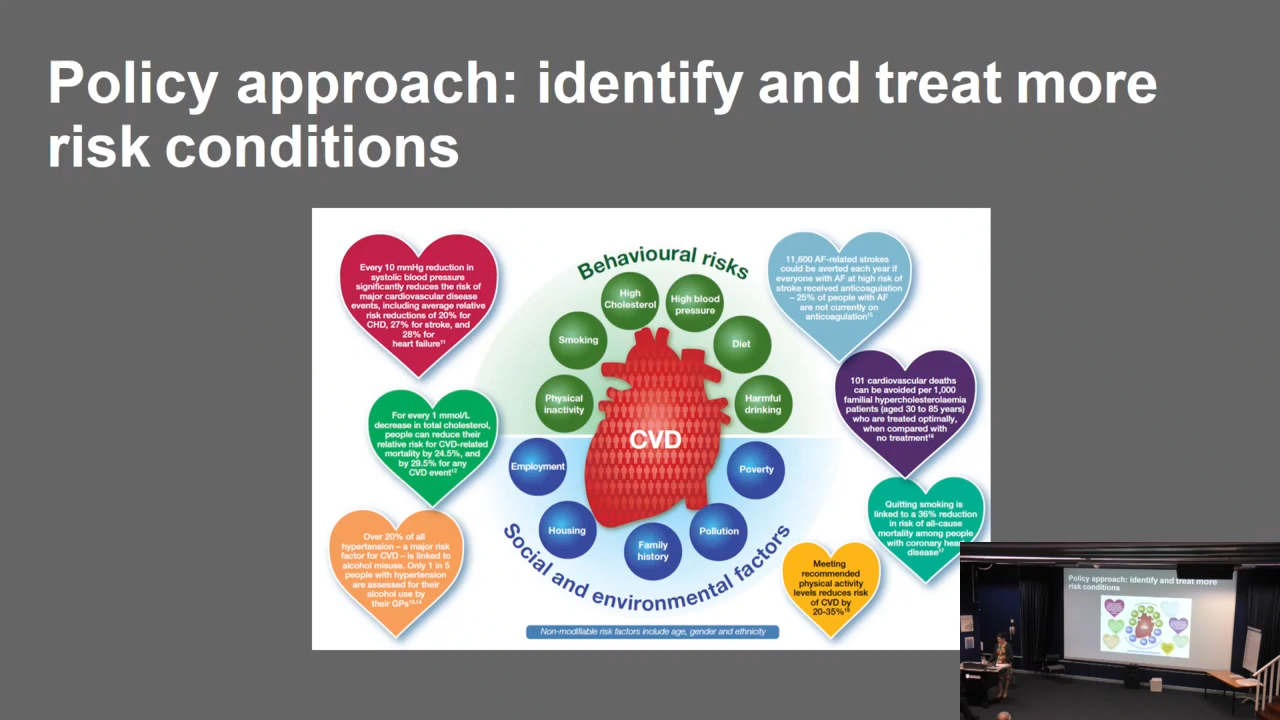 Policy approach: identify and treat more
risk conditions
Every 10 mmHg reduction in
systolic blood pressure
significantly reduces the risk of
major cardiovascular disease
events, including average relative
risk reductions of 20% for
CHD, 27% for stroke, and
28% for
heart failure¹¹
For every 1 mmol/L
decrease in total cholesterol,
people can reduce their
relative risk for CVD-related
mortality by 24.5%, and
by 29.5% for any
CVD event¹²
Over 20% of all
hypertension – a major risk
factor for CVD – is linked to
alcohol misuse. Only 1 in 5
people with hypertension
are assessed for their
alcohol use by
their GPs¹³,¹⁴
Behavioural risks
High
Cholesterol
High blood
pressure
Smoking
Diet
Physical
inactivity
Harmful
drinking
CVD
Employment
Poverty
Housing
Pollution
Family
history
Social and environmental factors
Non-modifiable risk factors include age, gender and ethnicity
11,600 AF-related strokes
could be averted each year if
everyone with AF at high risk of
stroke received anticoagulation
– 25% of people with AF
are not currently on
anticoagulation¹⁵
101 cardiovascular deaths
can be avoided per 1,000
familial hypercholesterolaemia
patients (aged 30 to 85 years)
who are treated optimally,
when compared with
no treatment¹⁶
Quitting smoking is
linked to a 36% reduction
in risk of all-cause
mortality among people
with coronary hea
disease¹⁷
Meeting
recommended
physical activity
levels reduces risk
of CVD by
20-35%¹⁸
Policy approach: identify and treat more
risk conditions